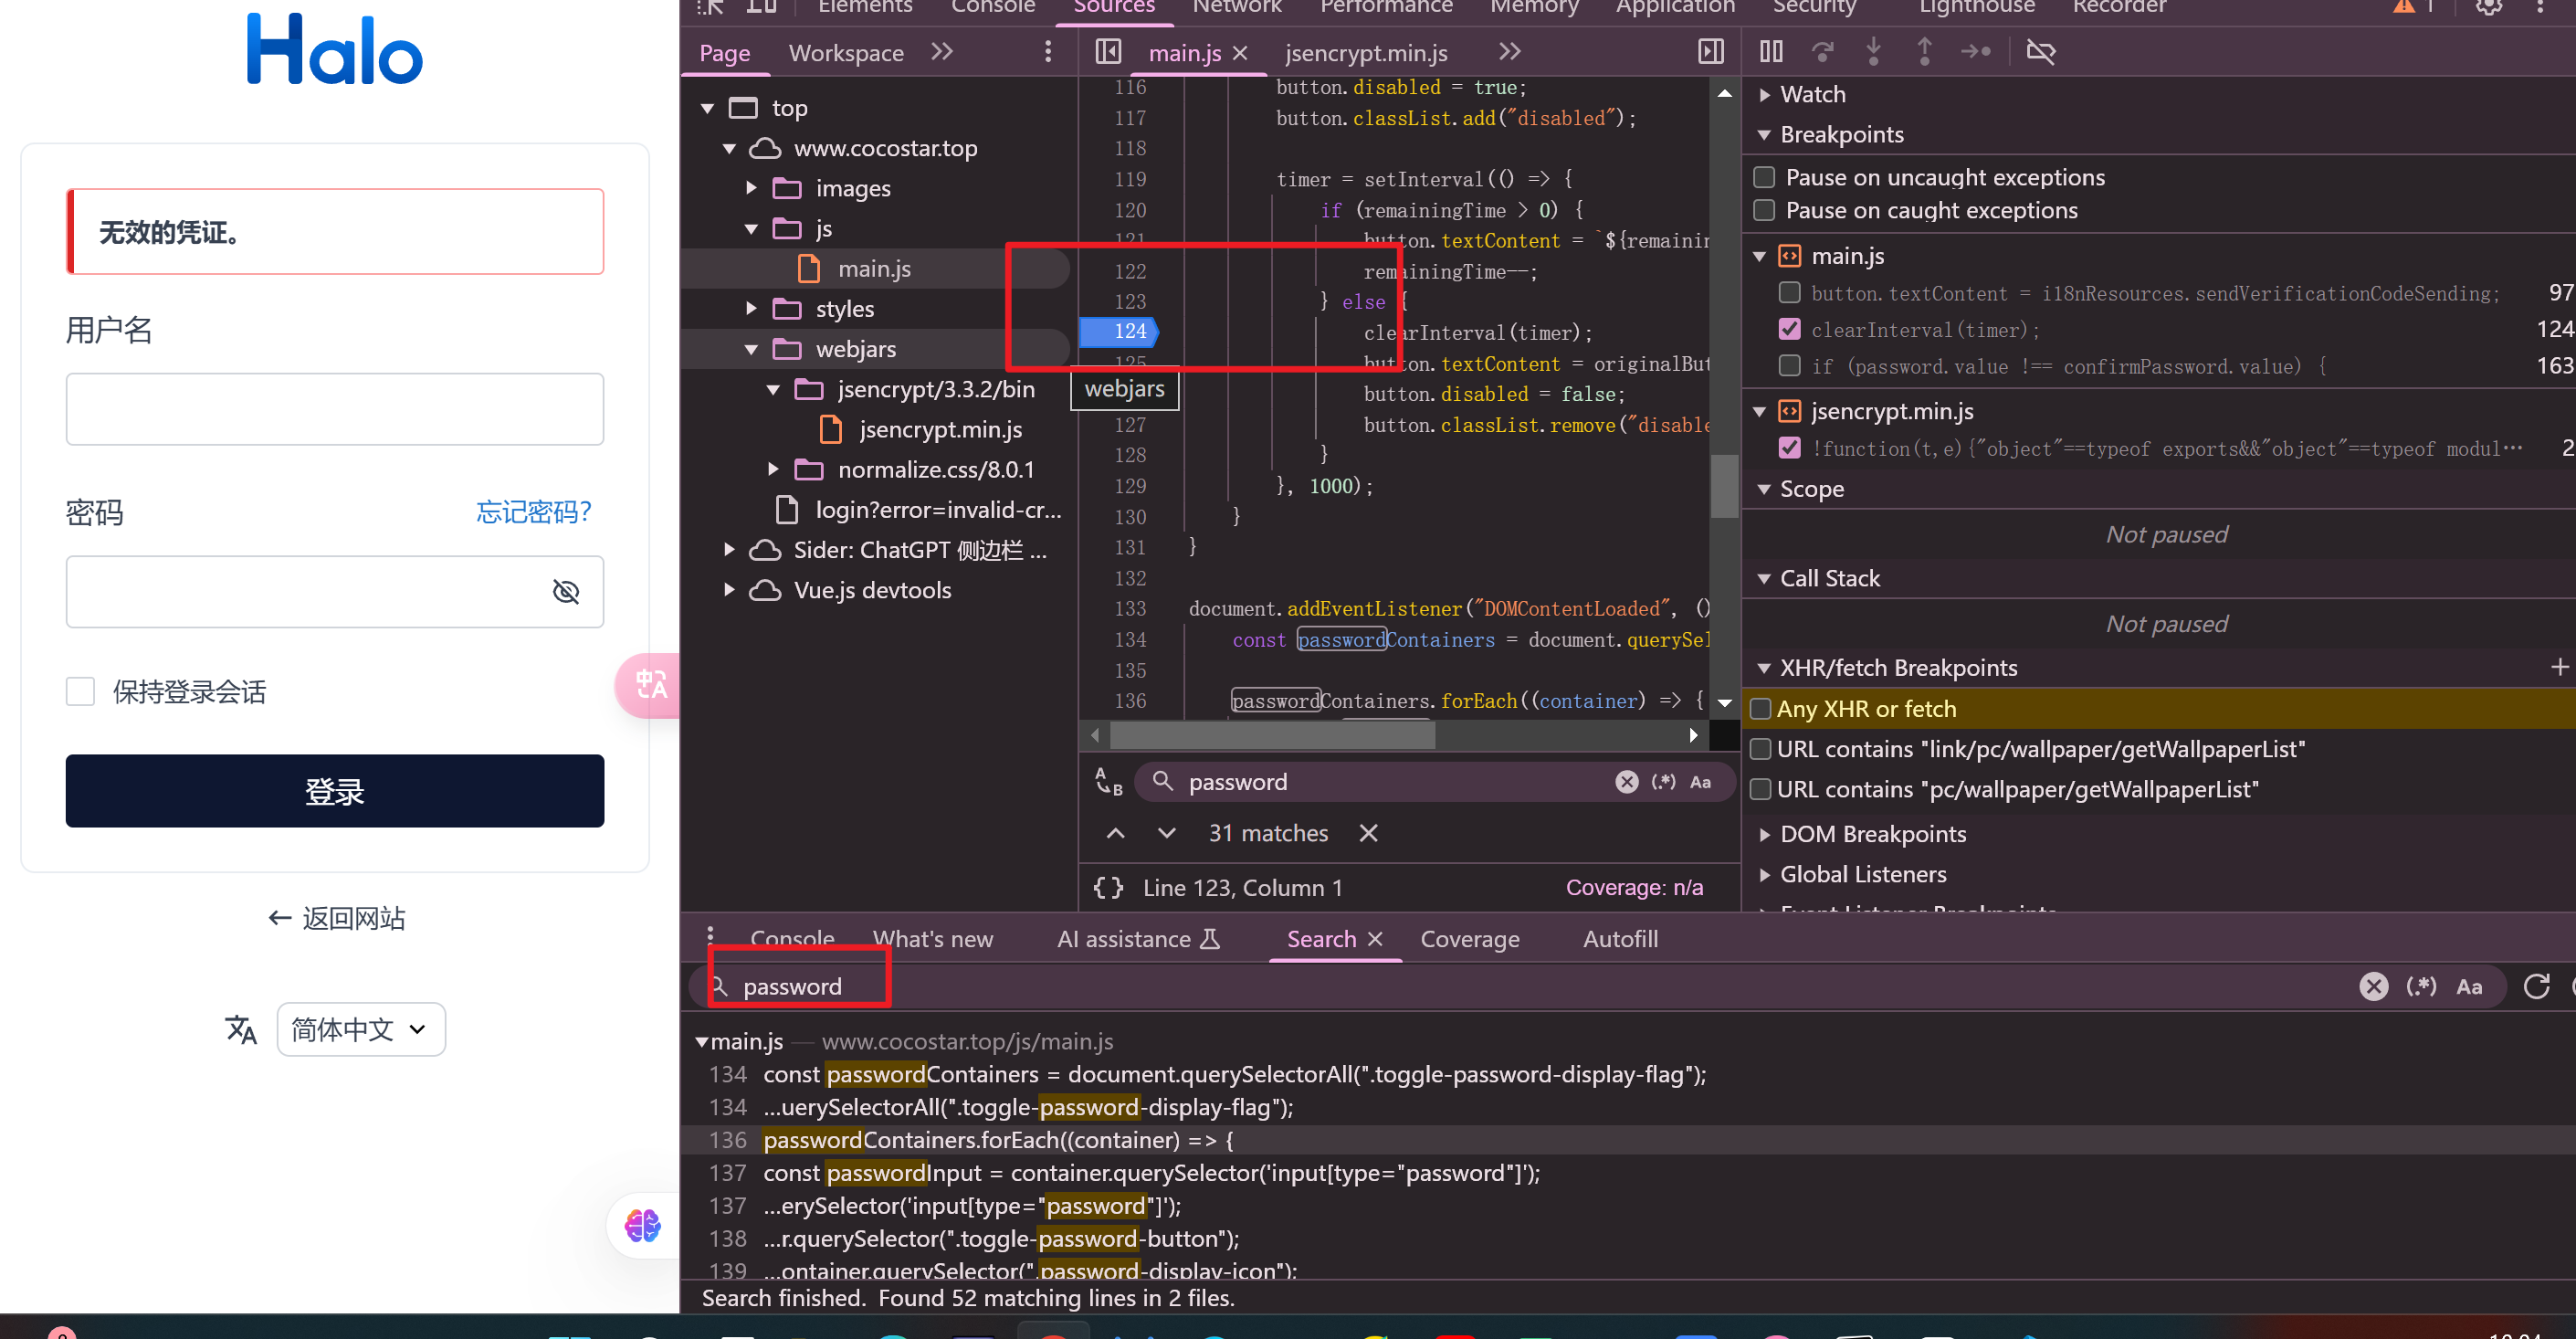 Halo
无效的凭证。
用户名
密码
忘记密码?
保持登录会话
登录
← 返回网站
简体中文
Elements Console Sources Network Performance Memory Application Security Lighthouse Recorder 1
Page Workspace
main.js jsencrypt.min.js
top
www.cocostar.top
images
js
main.js
styles
webjars
jsencrypt/3.3.2/bin
jsencrypt.min.js
normalize.css/8.0.1
login?error=invalid-cr...
Sider: ChatGPT 侧边栏 ...
Vue.js devtools
webjars
116 button.disabled = true;
117 button.classList.add("disabled");
118
119 timer = setInterval(() => {
120 if (remainingTime > 0) {
121 button.textContent = `${remainin
122 remainingTime--;
123 } else {
124 clearInterval(timer);
125 button.textContent = originalBut
button.disabled = false;
127 button.classList.remove("disable
128 }
129 }, 1000);
130 }
131 }
132
133 document.addEventListener("DOMContentLoaded", ()
134 const passwordContainers = document.querySel
135
136 passwordContainers.forEach((container) => {
password
(.*) Aa
31 matches
{} Line 123, Column 1
Coverage: n/a
Watch
Breakpoints
Pause on uncaught exceptions
Pause on caught exceptions
main.js
button.textContent = i18nResources.sendVerificationCodeSending; 97
clearInterval(timer); 124
if (password.value !== confirmPassword.value) { 163
jsencrypt.min.js
!function(t,e){"object"==typeof exports&&"object"==typeof modul… 2
Scope
Not paused
Call Stack
Not paused
XHR/fetch Breakpoints
Any XHR or fetch
URL contains "link/pc/wallpaper/getWallpaperList"
URL contains "pc/wallpaper/getWallpaperList"
DOM Breakpoints
Global Listeners
Event Listener Breakpoints
Console What's new AI assistance Search Coverage Autofill
password
(.*) Aa
main.js — www.cocostar.top/js/main.js
134 const passwordContainers = document.querySelectorAll(".toggle-password-display-flag");
134 ...uerySelectorAll(".toggle-password-display-flag");
136 passwordContainers.forEach((container) => {
137 const passwordInput = container.querySelector('input[type="password"]');
137 ...erySelector('input[type="password"]');
138 ...r.querySelector(".toggle-password-button");
139 ...ontainer.querySelector(".password-display-icon");
Search finished. Found 52 matching lines in 2 files.